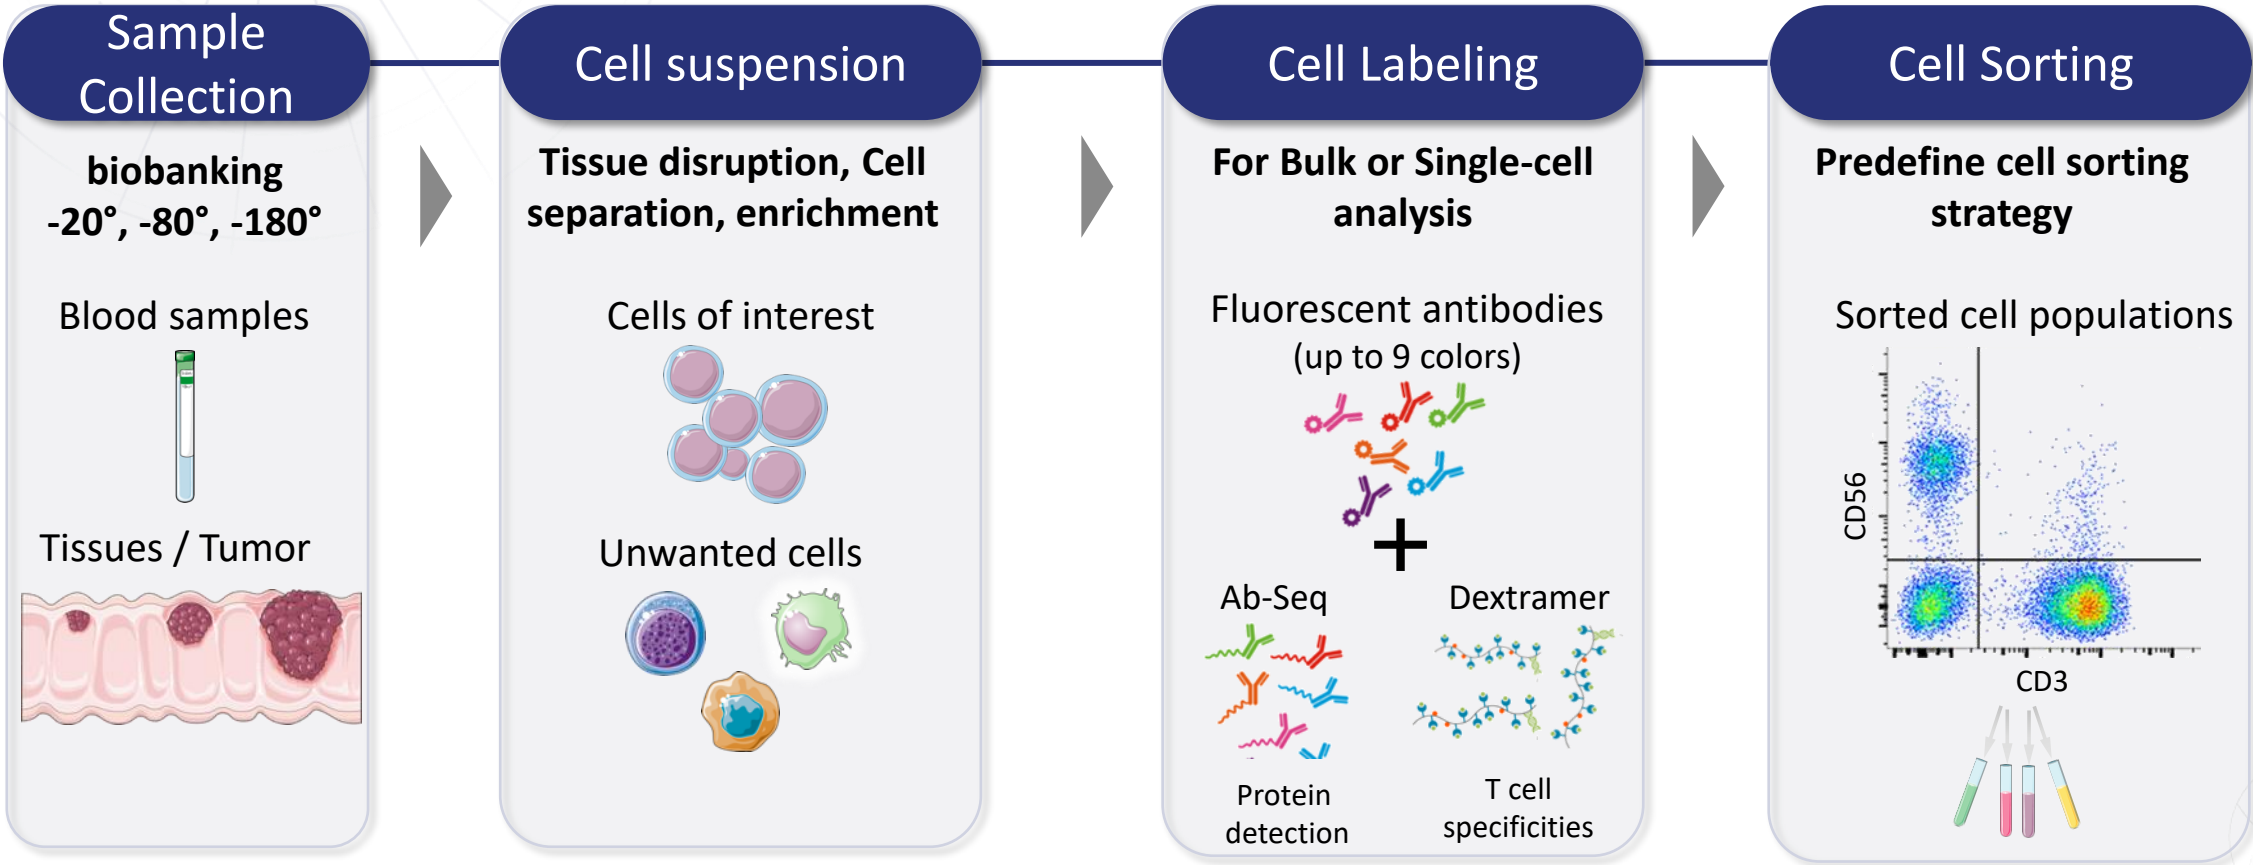 Sample
Collection
biobanking
-20°, -80°, -180°
Blood samples
Tissues / Tumor
Cell suspension
Tissue disruption, Cell
separation, enrichment
Cells of interest
Unwanted cells
Cell Labeling
For Bulk or Single-cell
analysis
Fluorescent antibodies
(up to 9 colors)
+
Ab-Seq
Dextramer
Protein
detection
T cell
specificities
Cell Sorting
Predefine cell sorting
strategy
Sorted cell populations
CD56
CD3